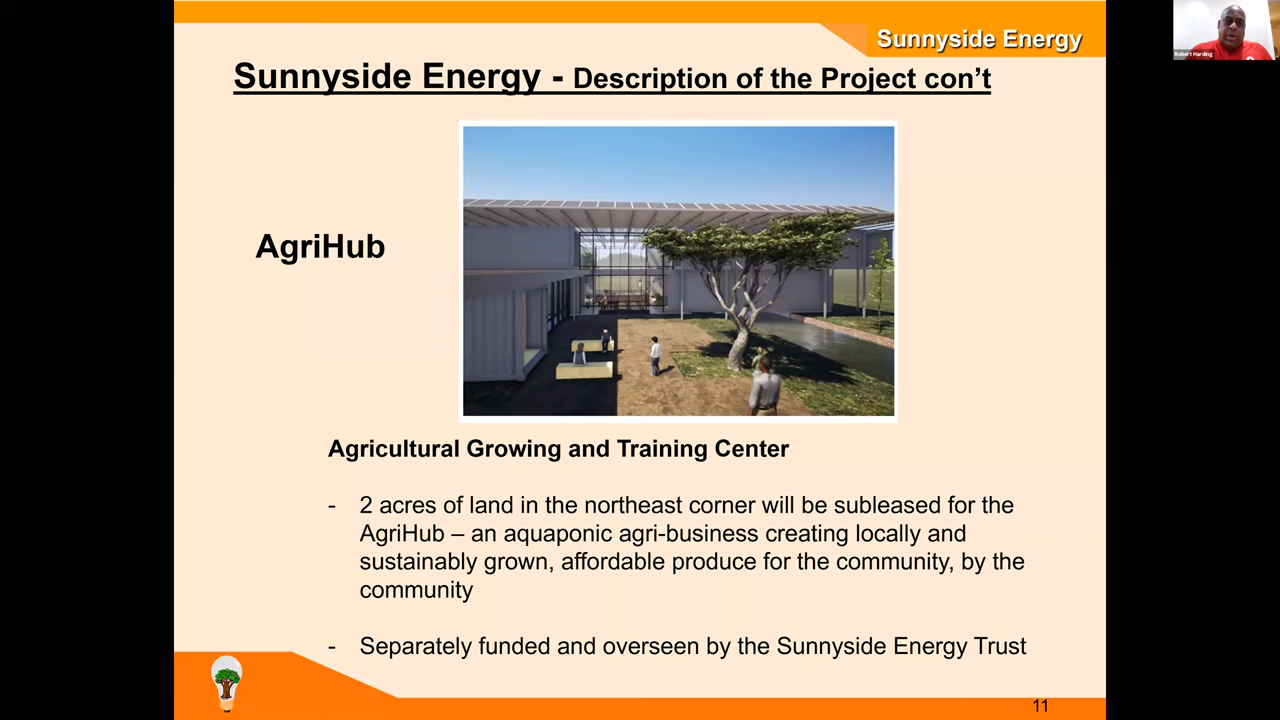 Sunnyside Energy
Robert Harding
Sunnyside Energy - Description of the Project con’t
AgriHub
Agricultural Growing and Training Center
- 2 acres of land in the northeast corner will be subleased for the
AgriHub – an aquaponic agri-business creating locally and
sustainably grown, affordable produce for the community, by the
community
- Separately funded and overseen by the Sunnyside Energy Trust
11